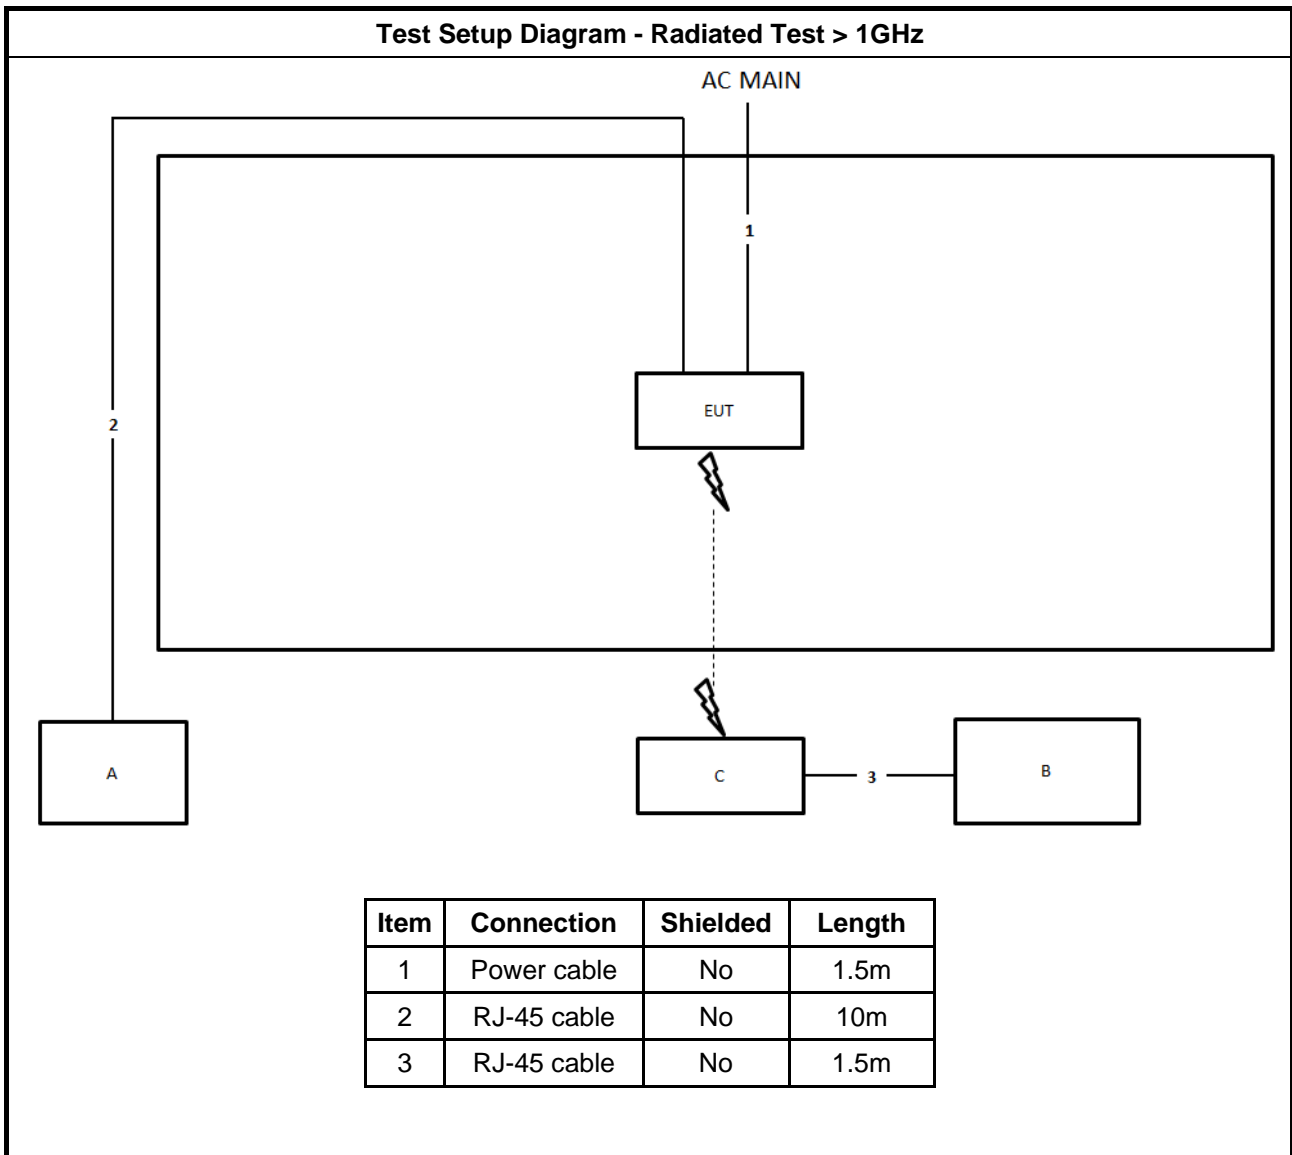 Test Setup Diagram - Radiated Test > 1GHz
AC MAIN
1
EUT
2
A
C
3
B
Item Connection Shielded Length
1 Power cable No 1.5m
2 RJ-45 cable No 10m
3 RJ-45 cable No 1.5m